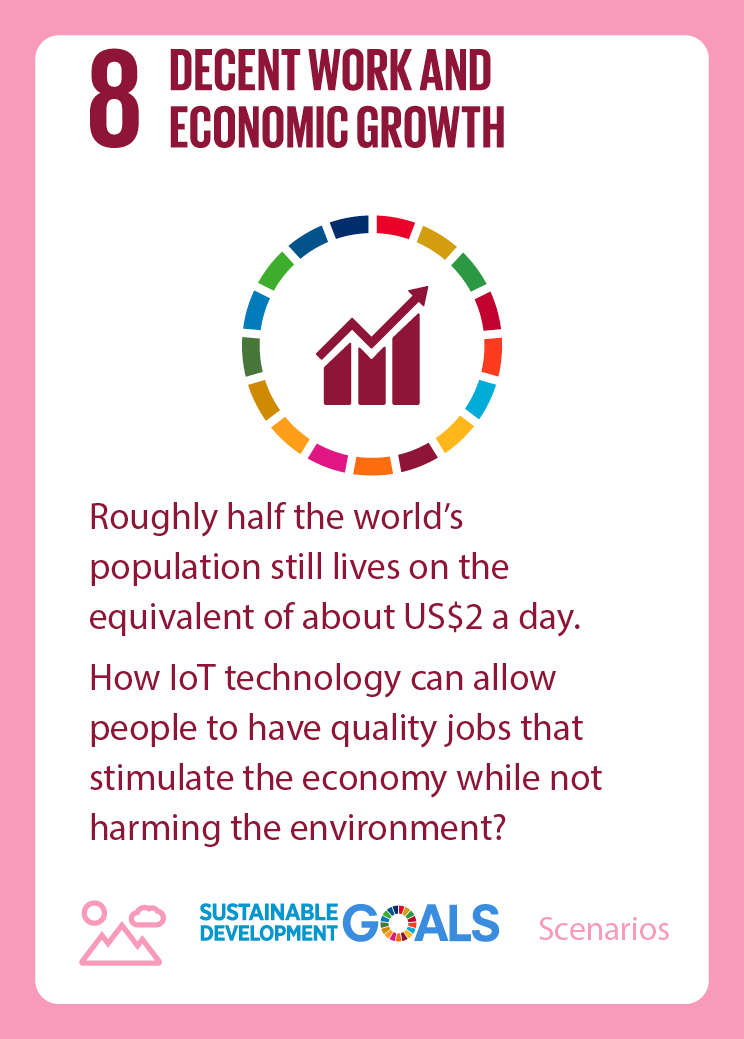 8
DECENT WORK AND
ECONOMIC GROWTH
Roughly half the world’s
population still lives on the
equivalent of about US$2 a day.
How IoT technology can allow
people to have quality jobs that
stimulate the economy while not
harming the environment?
SUSTAINABLE
DEVELOPMENT
GOALS
Scenarios